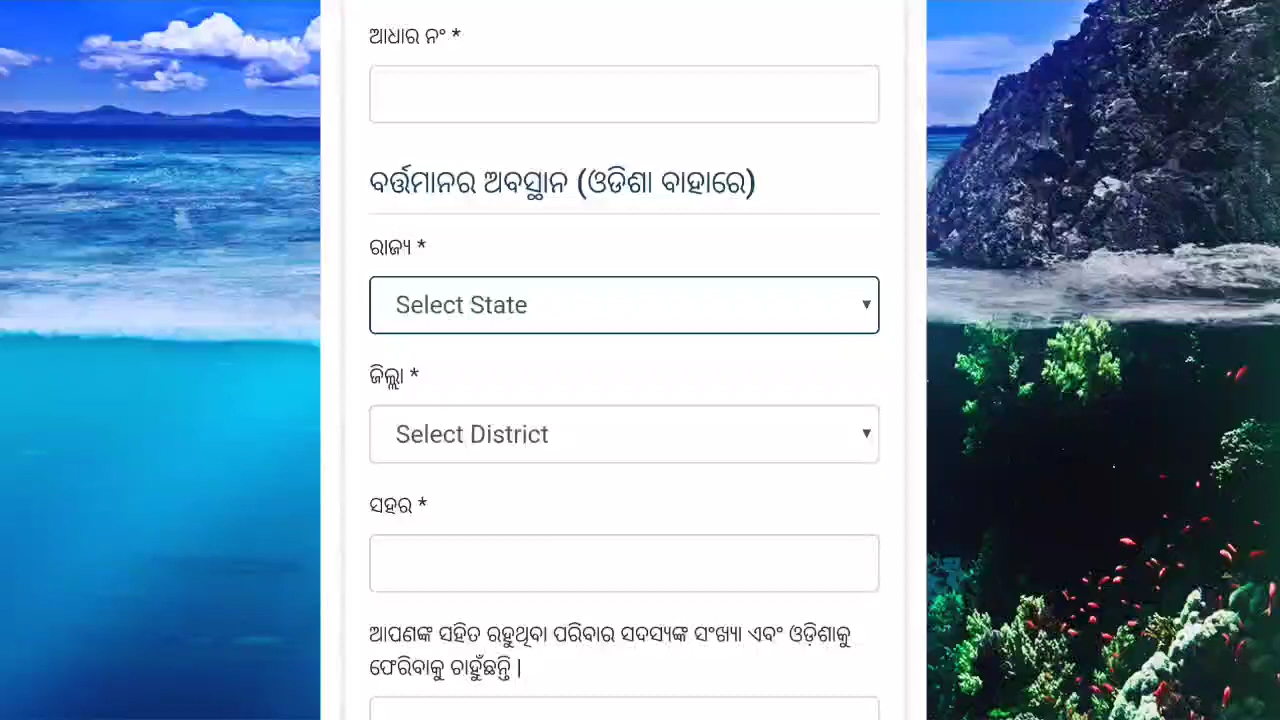 ଆଧାର ନଂ *
ବର୍ତ୍ତମାନର ଅବସ୍ଥାନ (ଓଡିଶା ବାହାରେ)
ରାଜ୍ୟ *
Select State
ଜିଲ୍ଲା *
Select District
ସହର *
ଆପଣଙ୍କ ସହିତ ରହୁଥିବା ପରିବାର ସଦସ୍ୟଙ୍କ ସଂଖ୍ୟା ଏବଂ ଓଡ଼ିଶାକୁ
ଫେରିବାକୁ ଚାହୁଁଛନ୍ତି |